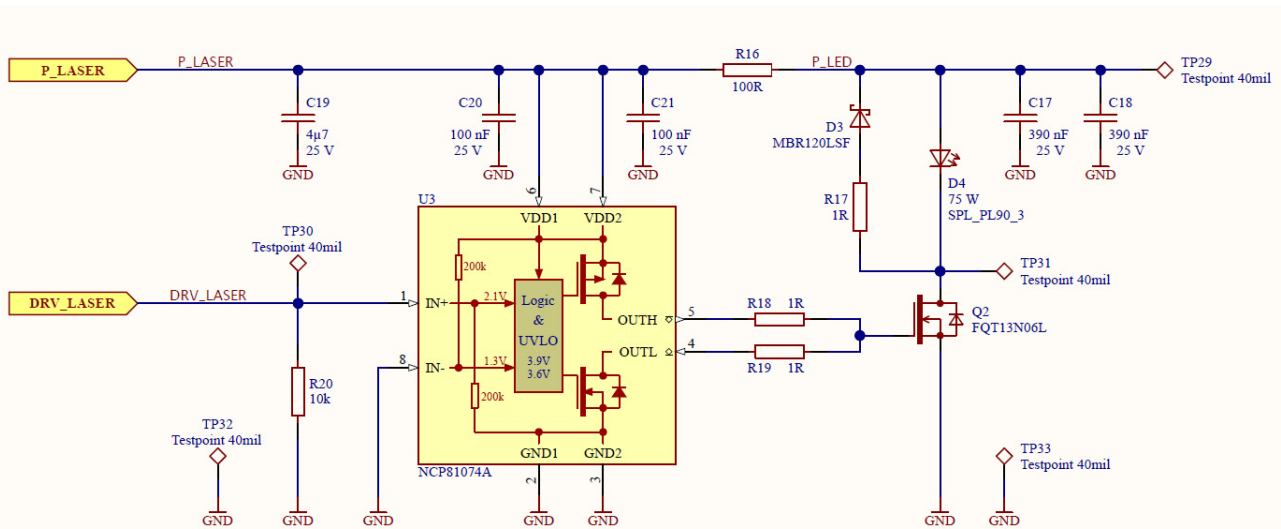 P_LASER
P_LASER
R16
100R
P_LED
TP29
Testpoint 40mil
C19
4µ7
25 V
GND
C20
100 nF
25 V
GND
C21
100 nF
25 V
GND
D3
MBR120LSF
C17
390 nF
25 V
GND
C18
390 nF
25 V
GND
D4
75 W
SPL_PL90_3
R17
1R
U3
6
7
VDD1
VDD2
200k
TP30
Testpoint 40mil
TP31
Testpoint 40mil
DRV_LASER
DRV_LASER
1
IN+
2.1V
Logic
&
UVLO
3.9V
3.6V
OUTH
5
R18
1R
Q2
FQT13N06L
8
IN-
1.3V
OUTL
4
R19
1R
200k
R20
10k
TP32
Testpoint 40mil
GND1
GND2
NCP81074A
2
3
TP33
Testpoint 40mil
GND
GND
GND
GND
GND
GND
GND